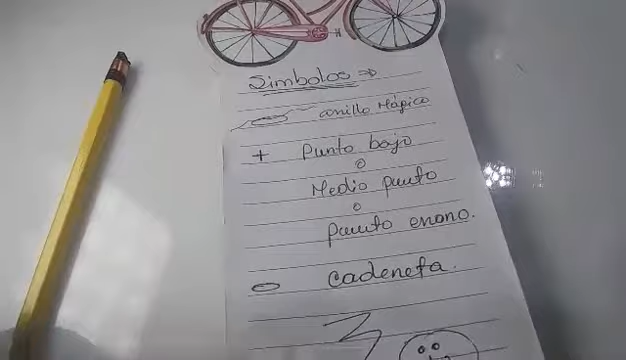 Simbolos ⇒
anillo Mágico
+ Punto bajo
o
Medio punto
o
punto enano.
cadeneta.